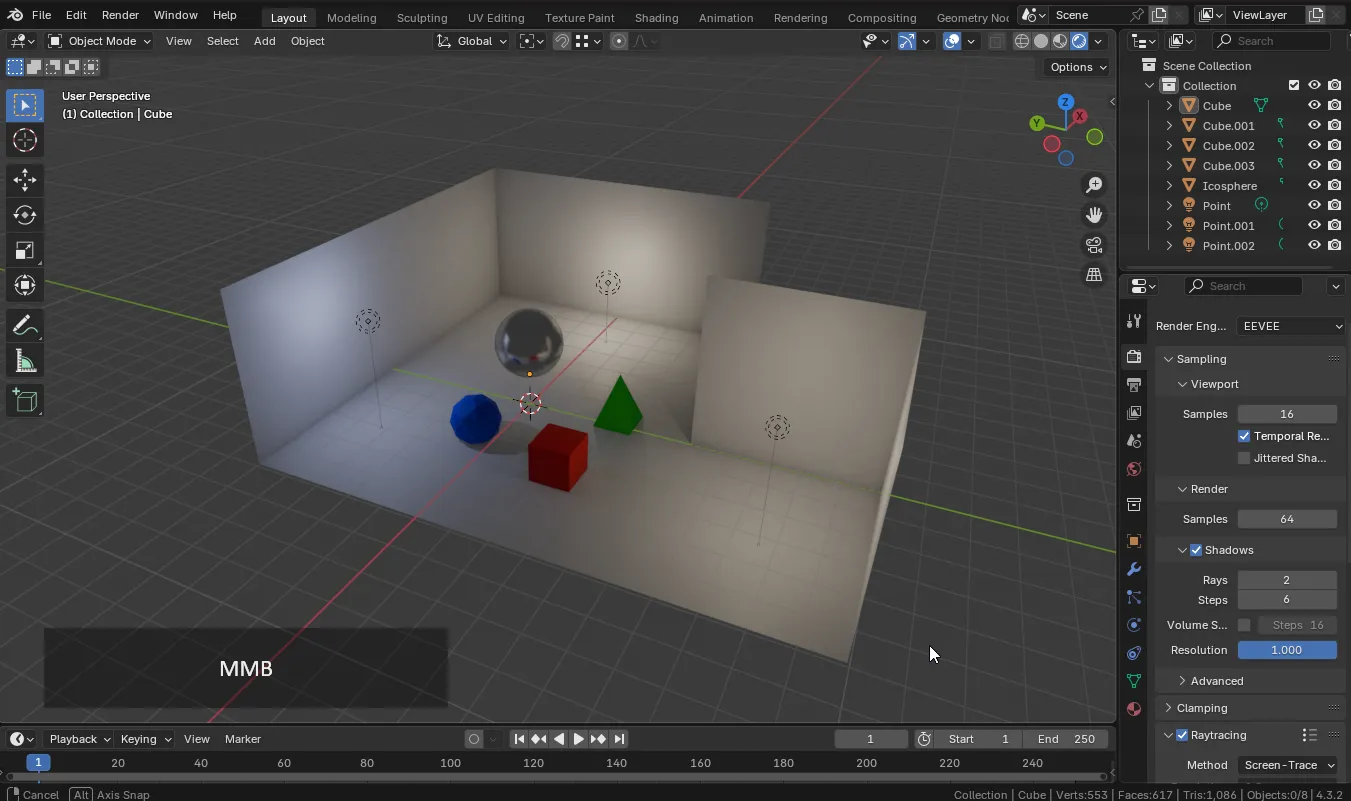 File Edit Render Window Help Layout Modeling Sculpting UV Editing Texture Paint Shading Animation Rendering Compositing Geometry Noc Scene ViewLayer
Object Mode View Select Add Object Global Search
Options
User Perspective
(1) Collection | Cube
Z
Y X
Scene Collection
Collection
Cube
Cube.001
Cube.002
Cube.003
Icosphere
Point
Point.001
Point.002
Search
Render Eng... EEVEE
Sampling
Viewport
Samples 16
Temporal Re...
Jittered Sha...
Render
Samples 64
Shadows
Rays 2
Steps 6
Volume S... Steps 16
Resolution 1.000
Advanced
Clamping
Raytracing
Method Screen-Trace
MMB
Playback Keying View Marker 1 Start 1 End 250
1 20 40 60 80 100 120 140 160 180 200 220 240
Cancel Alt Axis Snap Collection | Cube | Verts:553 | Faces:617 | Tris:1,086 | Objects:0/8 | 4.3.2